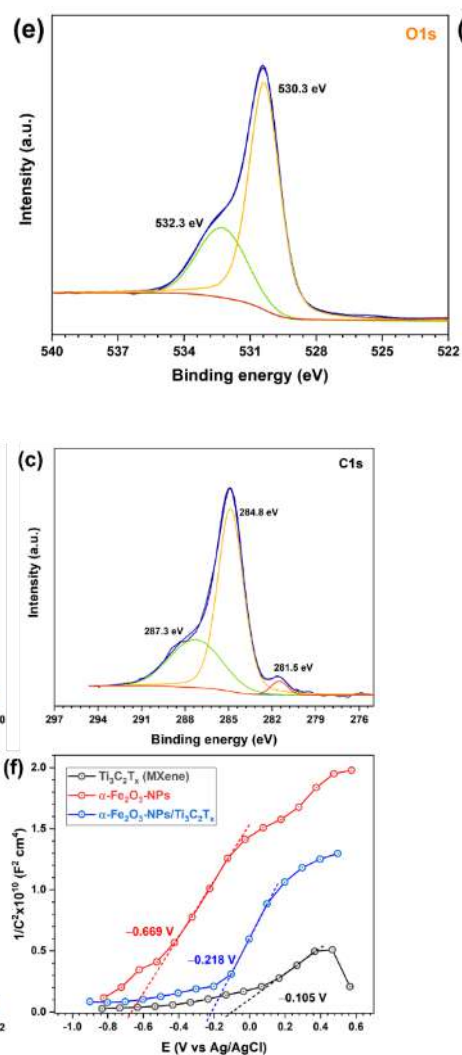 (e)
(
O1s
530.3 eV
532.3 eV
Intensity (a.u.)
540 537 534 531 528 525 522
Binding energy (eV)
(c)
C1s
284.8 eV
287.3 eV
281.5 eV
Intensity (a.u.)
0
297 294 291 288 285 282 279 276
Binding energy (eV)
(f)
2.0
Ti₃C₂Tₓ (MXene)
α-Fe₂O₃-NPs
α-Fe₂O₃-NPs/Ti₃C₂Tₓ
1.5
1.0
0.5
0.0
1/C²x10¹⁰ (F² cm⁴)
−0.669 V
−0.218 V
−0.105 V
2
-0.9 -0.6 -0.4 -0.2 0.0 0.2 0.4 0.6
E (V vs Ag/AgCl)